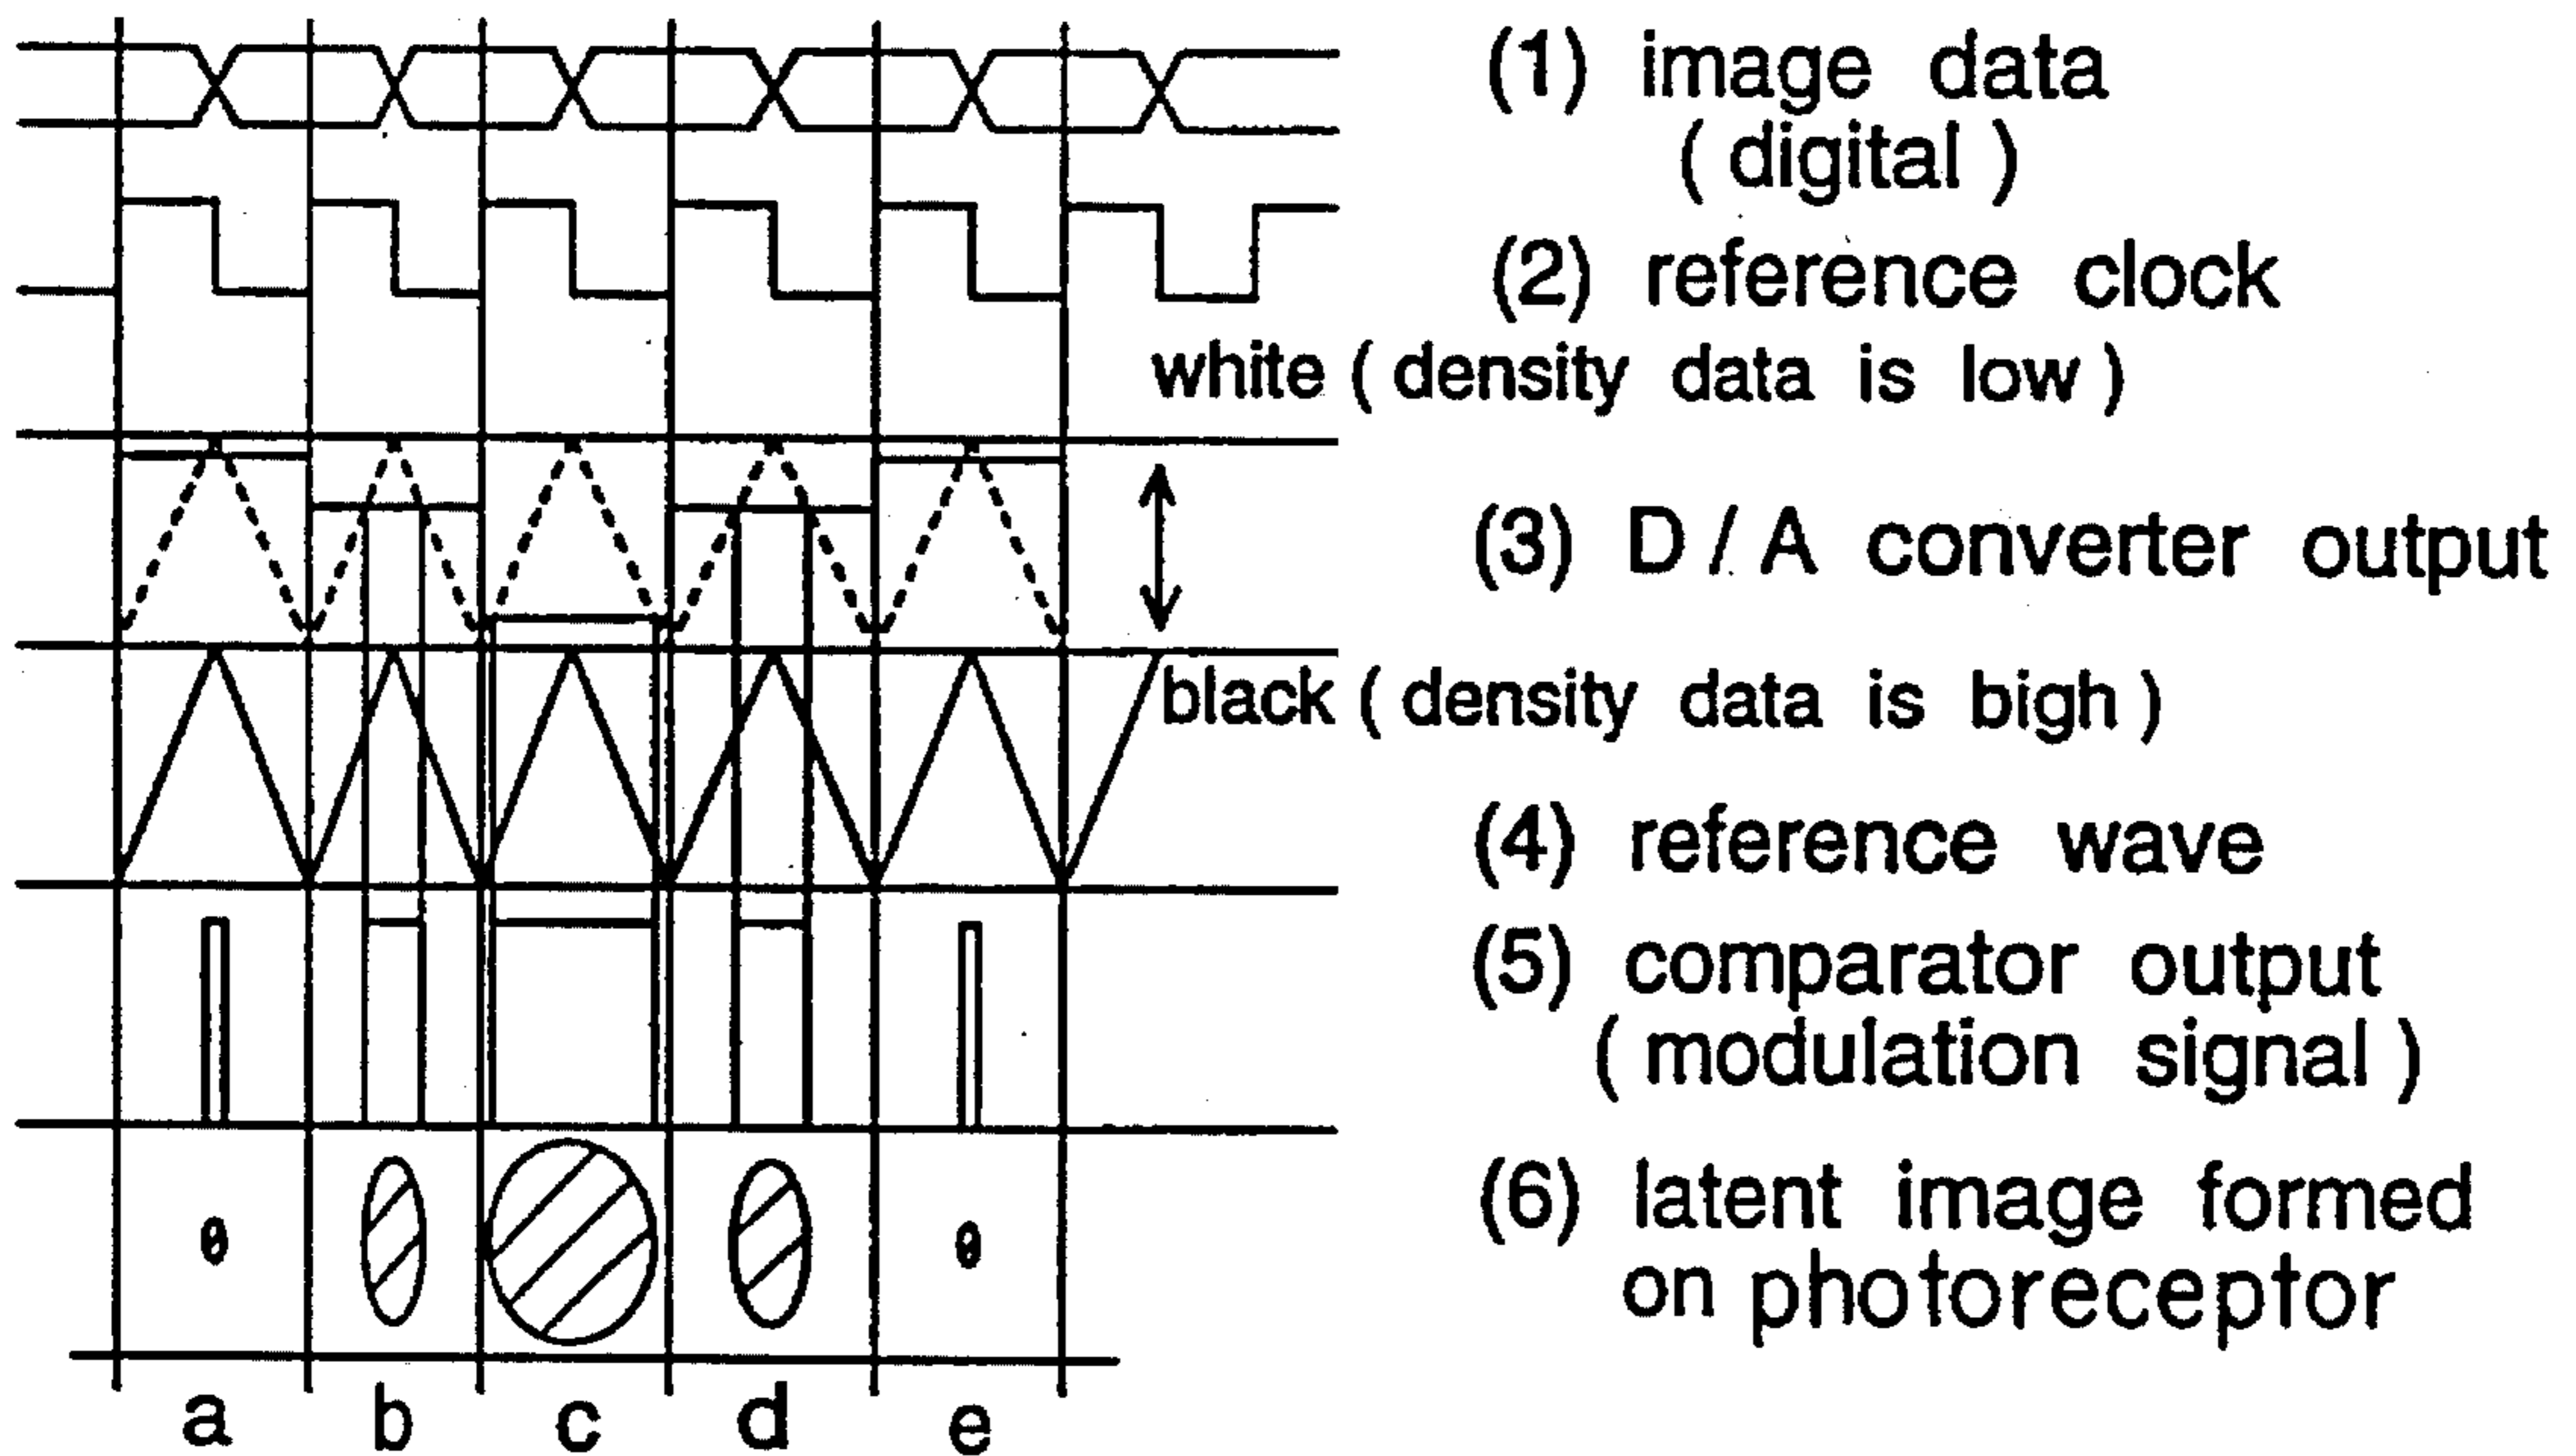 (1) image data
( digital )
(2) reference clock
white ( density data is low )
(3) D / A converter output
black ( density data is bigh )
(4) reference wave
(5) comparator output
( modulation signal )
(6) latent image formed
on photoreceptor
a b c d e